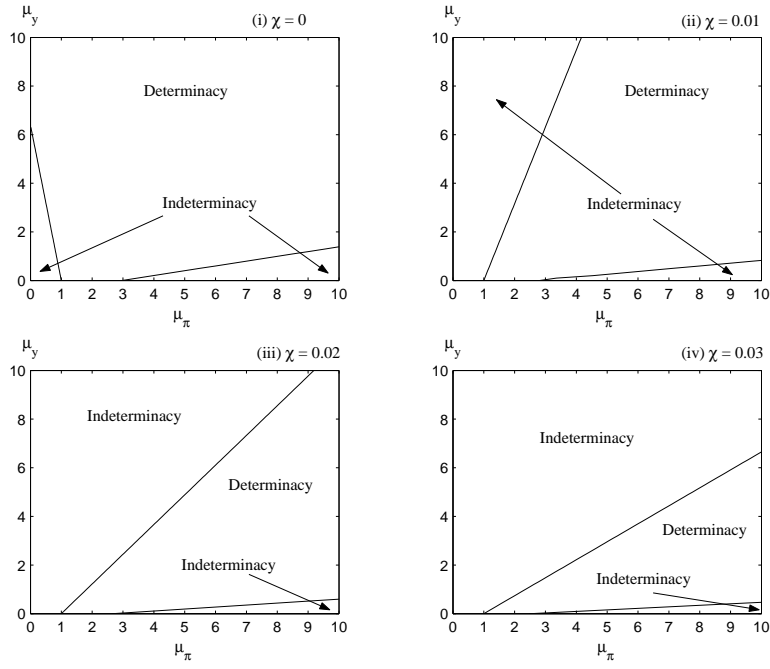 μy
(i) χ = 0
10
8
6
4
2
0
Determinacy
Indeterminacy
0 1 2 3 4 5 6 7 8 9 10
μπ
μy
(ii) χ = 0.01
10
8
6
4
2
0
Determinacy
Indeterminacy
0 1 2 3 4 5 6 7 8 9 10
μπ
μy
(iii) χ = 0.02
10
8
6
4
2
0
Indeterminacy
Determinacy
Indeterminacy
0 1 2 3 4 5 6 7 8 9 10
μπ
μy
(iv) χ = 0.03
10
8
6
4
2
0
Indeterminacy
Determinacy
Indeterminacy
0 1 2 3 4 5 6 7 8 9 10
μπ